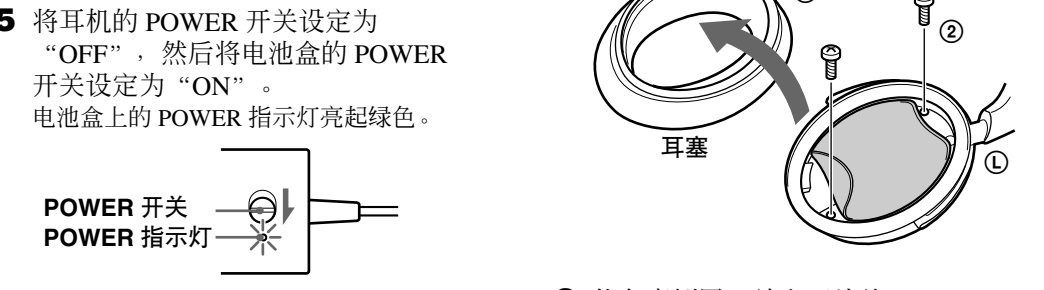 5 将耳机的 POWER 开关设定为
“OFF”，然后将电池盒的 POWER
开关设定为“ON”。
电池盒上的 POWER 指示灯亮起绿色。
POWER 开关
POWER 指示灯
②
耳塞
Ⓛ